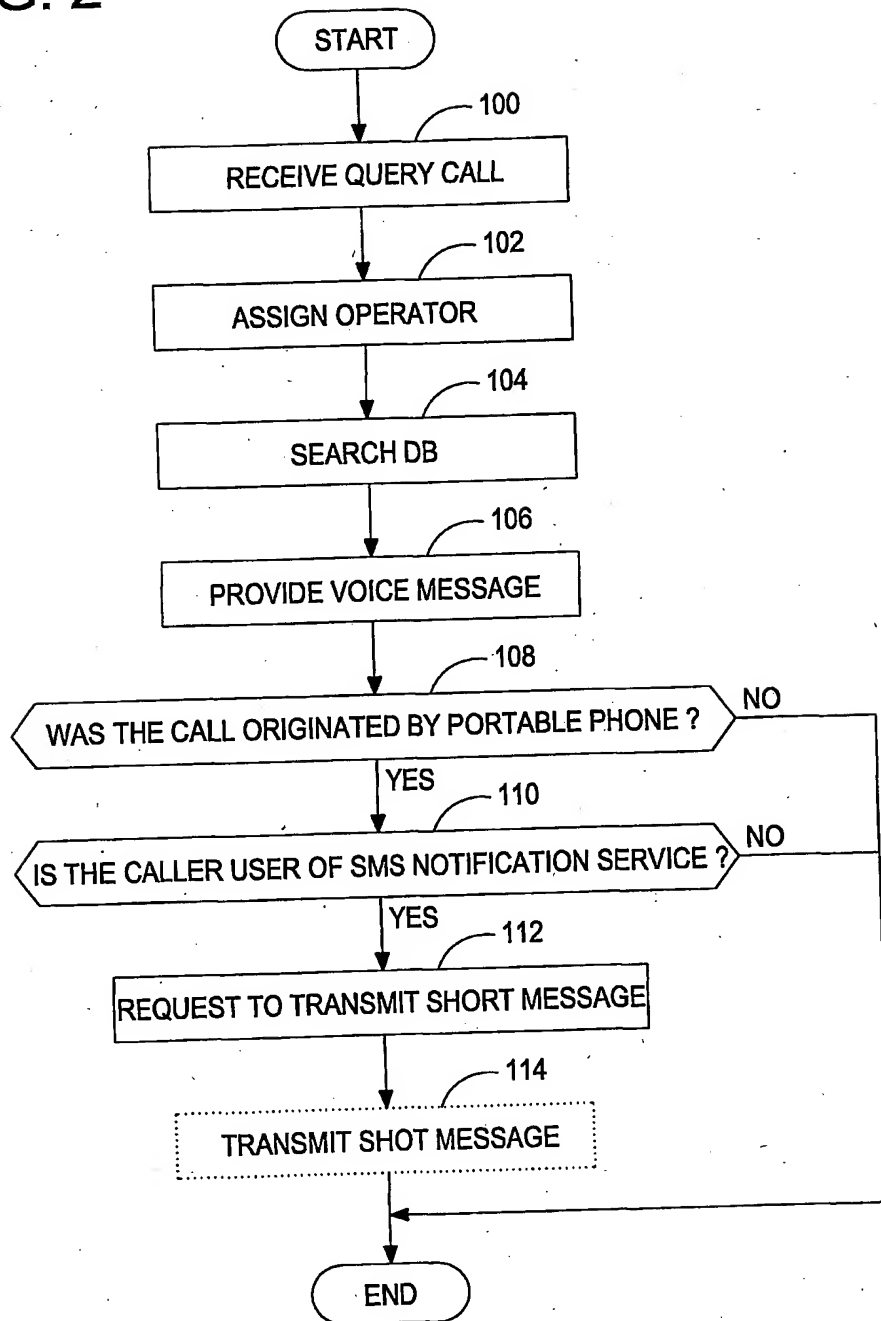 G. 2
START
100
RECEIVE QUERY CALL
102
ASSIGN OPERATOR
104
SEARCH DB
106
PROVIDE VOICE MESSAGE
108
WAS THE CALL ORIGINATED BY PORTABLE PHONE ?
NO
YES
110
IS THE CALLER USER OF SMS NOTIFICATION SERVICE ?
NO
YES
112
REQUEST TO TRANSMIT SHORT MESSAGE
114
TRANSMIT SHOT MESSAGE
END